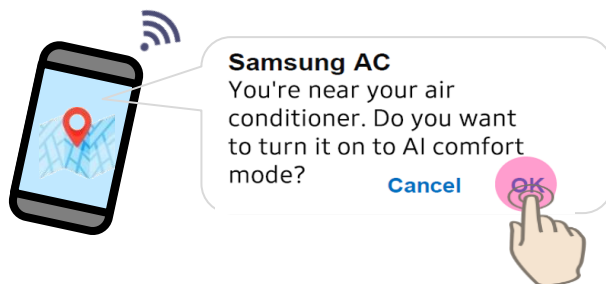 Samsung AC
You're near your air
conditioner. Do you want
to turn it on to AI comfort
mode?
Cancel OK